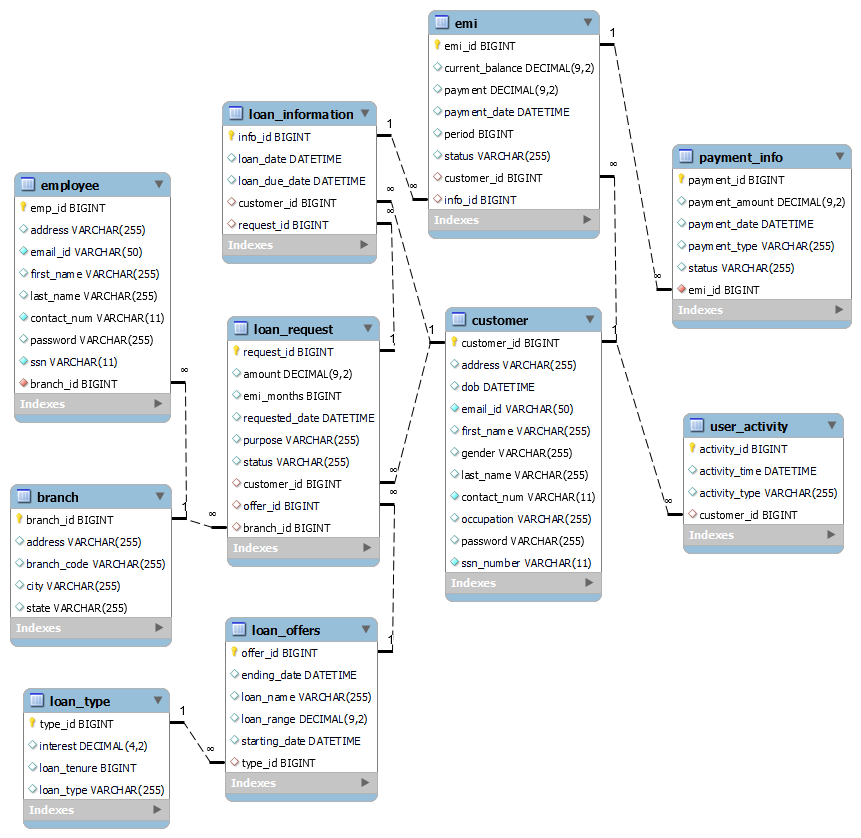 emi
emi_id BIGINT
current_balance DECIMAL(9,2)
payment DECIMAL(9,2)
payment_date DATETIME
period BIGINT
status VARCHAR(255)
customer_id BIGINT
info_id BIGINT
Indexes
loan_information
info_id BIGINT
loan_date DATETIME
loan_due_date DATETIME
customer_id BIGINT
request_id BIGINT
Indexes
payment_info
payment_id BIGINT
payment_amount DECIMAL(9,2)
payment_date DATETIME
payment_type VARCHAR(255)
status VARCHAR(255)
emi_id BIGINT
Indexes
employee
emp_id BIGINT
address VARCHAR(255)
email_id VARCHAR(50)
first_name VARCHAR(255)
last_name VARCHAR(255)
contact_num VARCHAR(11)
password VARCHAR(255)
ssn VARCHAR(11)
branch_id BIGINT
Indexes
loan_request
request_id BIGINT
amount DECIMAL(9,2)
emi_months BIGINT
requested_date DATETIME
purpose VARCHAR(255)
status VARCHAR(255)
customer_id BIGINT
offer_id BIGINT
branch_id BIGINT
Indexes
customer
customer_id BIGINT
address VARCHAR(255)
dob DATETIME
email_id VARCHAR(50)
first_name VARCHAR(255)
gender VARCHAR(255)
last_name VARCHAR(255)
contact_num VARCHAR(11)
occupation VARCHAR(255)
password VARCHAR(255)
ssn_number VARCHAR(11)
Indexes
user_activity
activity_id BIGINT
activity_time DATETIME
activity_type VARCHAR(255)
customer_id BIGINT
Indexes
branch
branch_id BIGINT
address VARCHAR(255)
branch_code VARCHAR(255)
city VARCHAR(255)
state VARCHAR(255)
Indexes
loan_offers
offer_id BIGINT
ending_date DATETIME
loan_name VARCHAR(255)
loan_range DECIMAL(9,2)
starting_date DATETIME
type_id BIGINT
Indexes
loan_type
type_id BIGINT
interest DECIMAL(4,2)
loan_tenure BIGINT
loan_type VARCHAR(255)
Indexes
1
∞
1
∞
∞
∞
∞
1
1
1
∞
∞
∞
1
∞
∞
1
1
∞